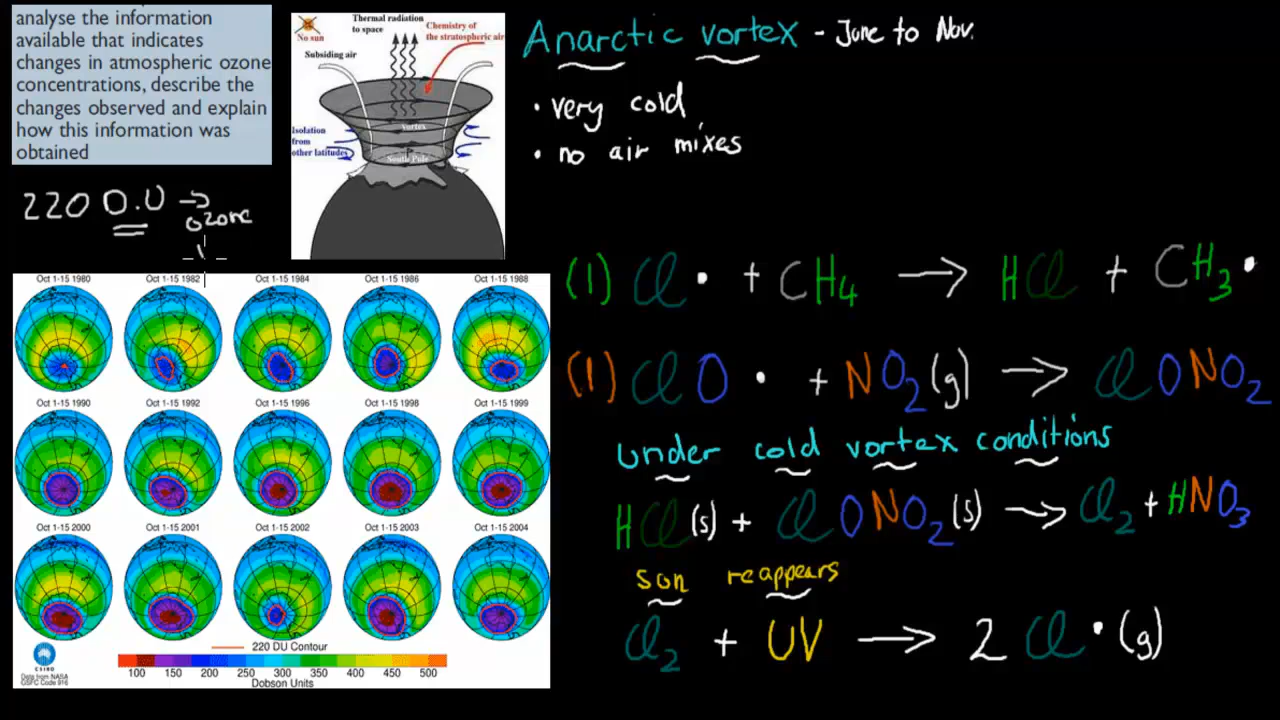 analyse the information
available that indicates
changes in atmospheric ozone
concentrations, describe the
changes observed and explain
how this information was
obtained
No sun
Thermal radiation
to space
Chemistry of
the stratospheric air
Subsiding air
Isolation
from
other latitudes
Vortex
South Pole
Anarctic vortex - June to Nov.
• very cold
• no air mixes
220 D.U →
ozone
Oct 1-15 1980 Oct 1-15 1982 Oct 1-15 1984 Oct 1-15 1986 Oct 1-15 1988
Oct 1-15 1990 Oct 1-15 1992 Oct 1-15 1996 Oct 1-15 1998 Oct 1-15 1999
Oct 1-15 2000 Oct 1-15 2001 Oct 1-15 2002 Oct 1-15 2003 Oct 1-15 2004
220 DU Contour
100 150 200 250 300 350 400 450 500
Dobson Units
CSIRO
Data from NASA
GSFC Code 916
(1) Cl• + CH4 → HCl + CH3•
(1) ClO• + NO2(g) → ClONO2
under cold vortex conditions
HCl(s) + ClONO2(s) → Cl2 + HNO3
son reappears
Cl2 + UV → 2 Cl•(g)